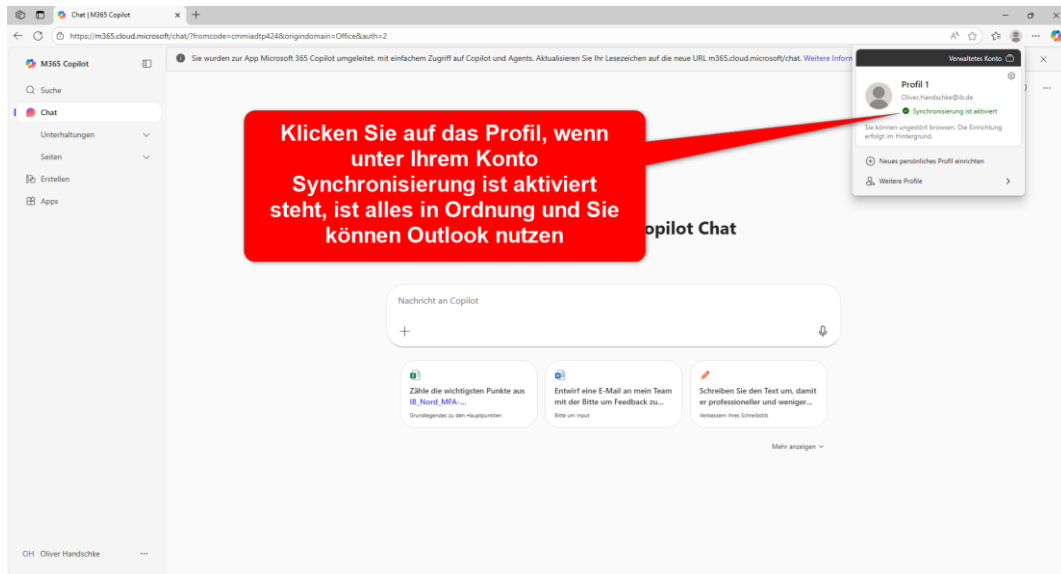 Chat | M365 Copilot
https://m365.cloud.microsoft/chat/?fromcode=cmmiadtp424&origindomain=Office&auth=2
M365 Copilot
Sie wurden zur App Microsoft 365 Copilot umgeleitet, mit einfachem Zugriff auf Copilot und Agents. Aktualisieren Sie Ihr Lesezeichen auf die neue URL m365.cloud.microsoft/chat. Weitere Inform
Verwaltetes Konto
Suche
Chat
Unterhaltungen
Seiten
Erstellen
Apps
Profil 1
Oliver.Handschke@ib.de
Synchronisierung ist aktiviert
Sie können ungestört browsen. Die Einrichtung
erfolgt im Hintergrund.
Neues persönliches Profil einrichten
Weitere Profile
Klicken Sie auf das Profil, wenn
unter Ihrem Konto
Synchronisierung ist aktiviert
steht, ist alles in Ordnung und Sie
können Outlook nutzen
opilot Chat
Nachricht an Copilot
Zähle die wichtigsten Punkte aus
IB_Nord_MFA-...
Grundlegendes zu den Hauptpunkten
Entwirf eine E-Mail an mein Team
mit der Bitte um Feedback zu...
Bitte um Input
Schreiben Sie den Text um, damit
er professioneller und weniger...
Verbessern Ihres Schreibstils
Mehr anzeigen
OH Oliver Handschke